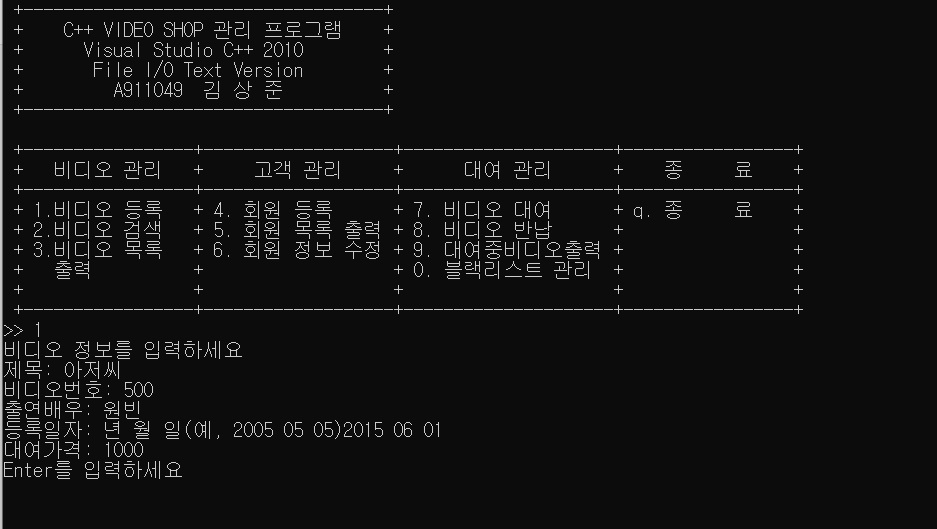 C++ VIDEO SHOP 관리 프로그램
Visual Studio C++ 2010
File I/O Text Version
A911049 김 상 준
비디오 관리 + 고객 관리 + 대여 관리 + 종 료
+ 1.비디오 등록 + 4. 회원 등록 + 7. 비디오 대여 + q. 종 료 +
+ 2.비디오 검색 + 5. 회원 목록 출력 + 8. 비디오 반납 + +
+ 3.비디오 목록 + 6. 회원 정보 수정 + 9. 대여중비디오출력 + +
+ 출력 + + 0. 블랙리스트 관리 + +
>> 1
비디오 정보를 입력하세요
제목: 아저씨
비디오번호: 500
출연배우: 원빈
등록일자: 년 월 일(예, 2005 05 05)2015 06 01
대여가격: 1000
Enter를 입력하세요